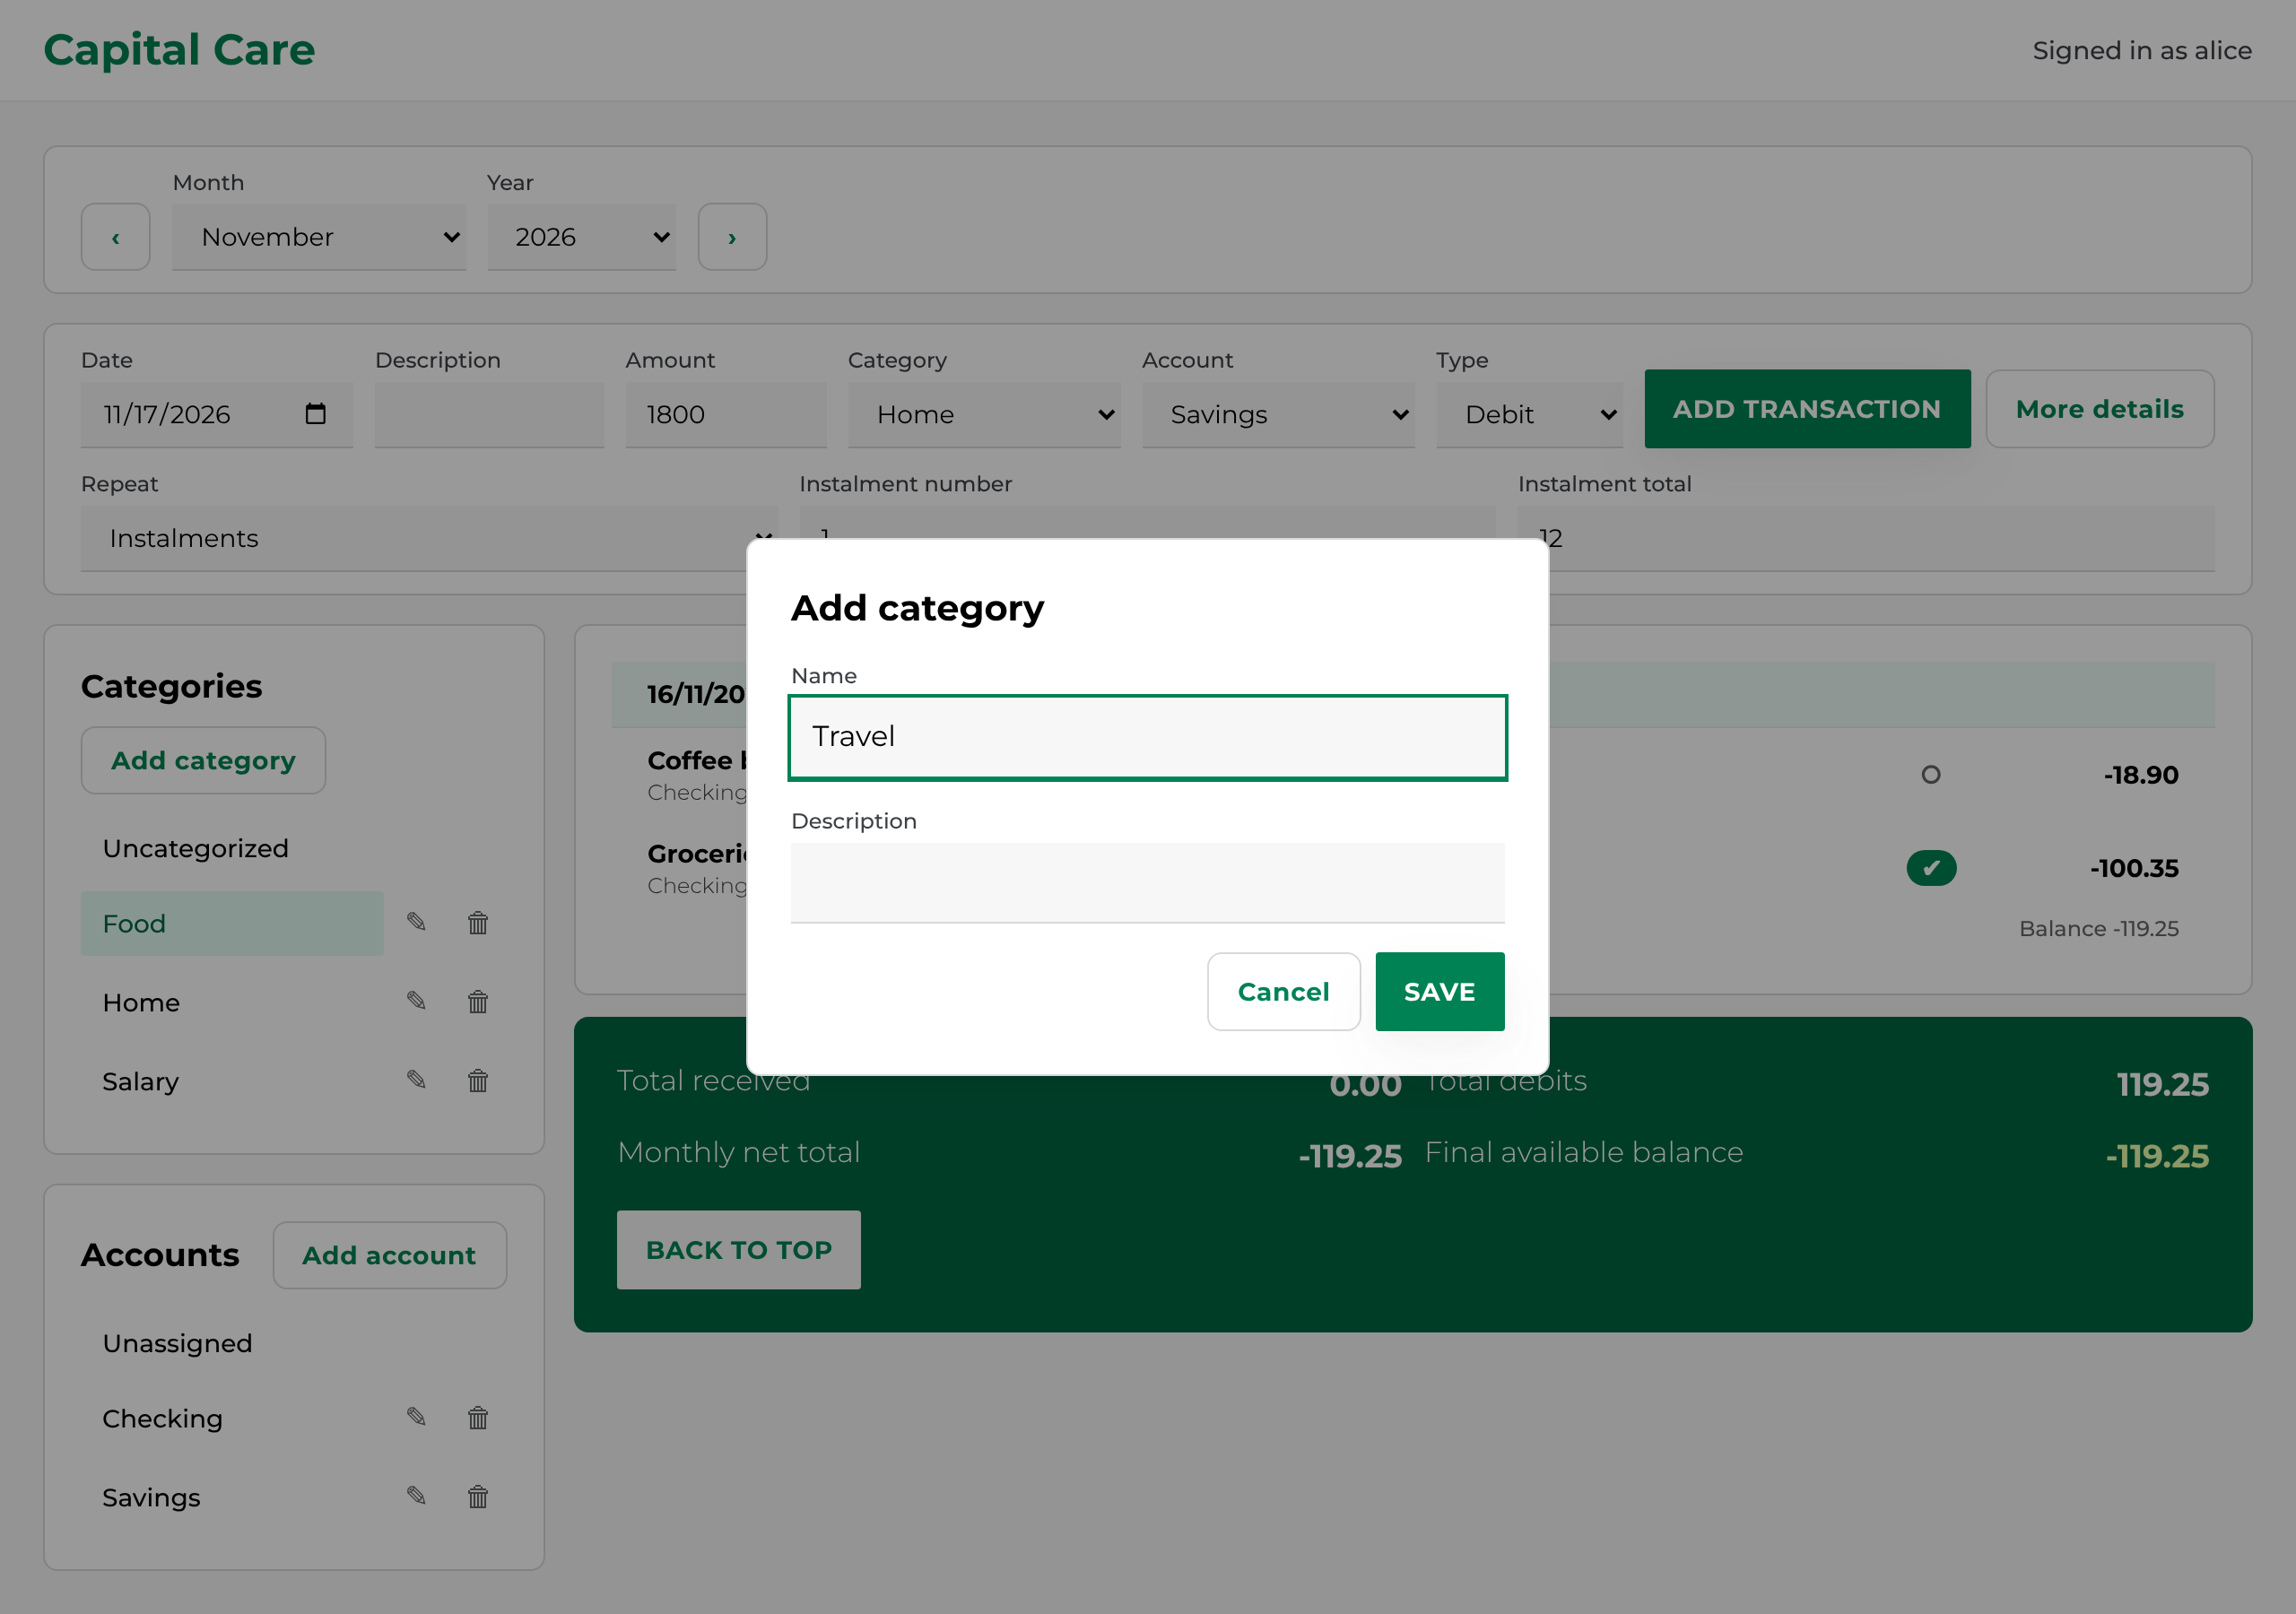 Capital Care
Signed in as alice
Month
Year
‹
November
2026
›
Date
Description
Amount
Category
Account
Type
11/17/2026
1800
Home
Savings
Debit
ADD TRANSACTION
More details
Repeat
Instalment number
Instalment total
Instalments
1
12
Add category
Name
Travel
Description
Cancel
SAVE
Categories
Add category
Uncategorized
Food
Home
Salary
Accounts
Add account
Unassigned
Checking
Savings
16/11/20
Coffee
Checking
-18.90
Checking
-100.35
Balance -119.25
Total received
0.00
Total debits
119.25
Monthly net total
-119.25
Final available balance
-119.25
BACK TO TOP